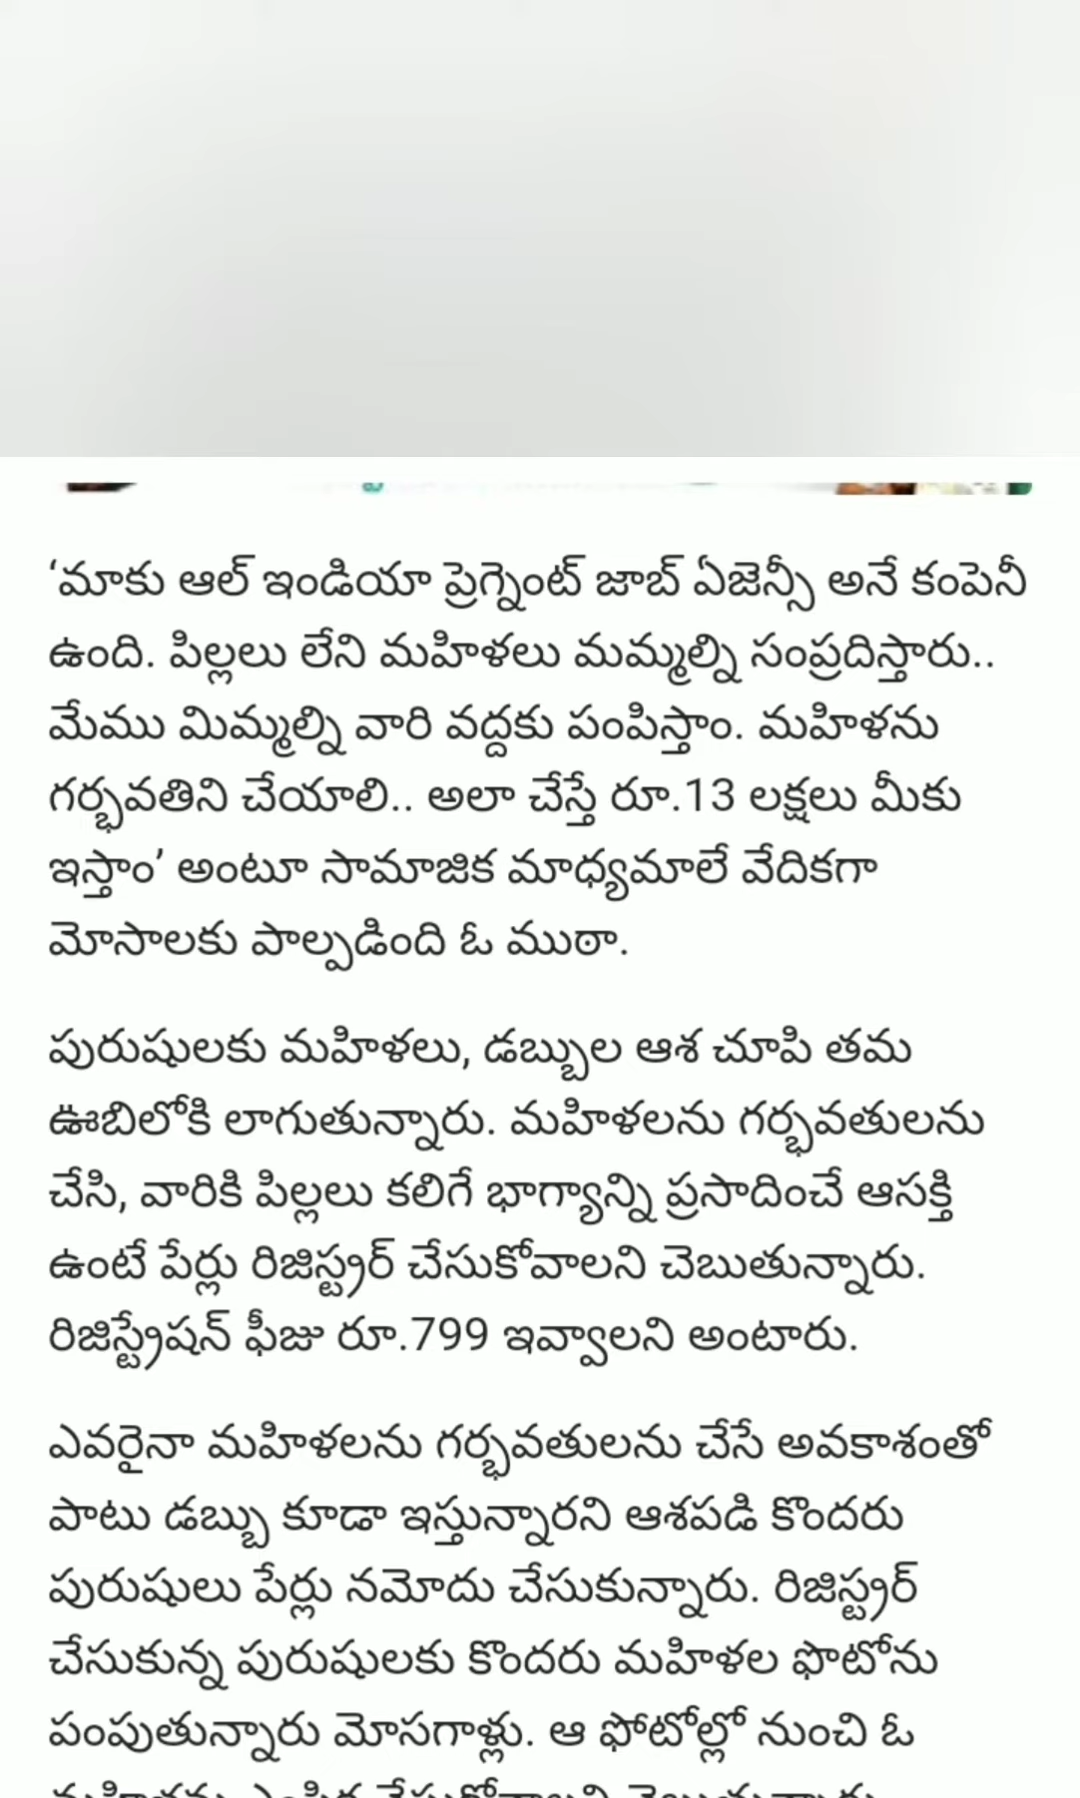 ‘మాకు ఆల్ ఇండియా ప్రెగ్నెంట్ జాబ్ ఏజెన్సీ అనే కంపెనీ
ఉంది. పిల్లలు లేని మహిళలు మమ్మల్ని సంప్రదిస్తారు..
మేము మిమ్మల్ని వారి వద్దకు పంపిస్తాం. మహిళను
గర్భవతిని చేయాలి.. అలా చేస్తే రూ.13 లక్షలు మీకు
ఇస్తాం’ అంటూ సామాజిక మాధ్యమాలే వేదికగా
మోసాలకు పాల్పడింది ఓ ముఠా.
పురుషులకు మహిళలు, డబ్బుల ఆశ చూపి తమ
ఊబిలోకి లాగుతున్నారు. మహిళలను గర్భవతులను
చేసి, వారికి పిల్లలు కలిగే భాగ్యాన్ని ప్రసాదించే ఆసక్తి
ఉంటే పేర్లు రిజిస్ట్రర్ చేసుకోవాలని చెబుతున్నారు.
రిజిస్ట్రేషన్ ఫీజు రూ.799 ఇవ్వాలని అంటారు.
ఎవరైనా మహిళలను గర్భవతులను చేసే అవకాశంతో
పాటు డబ్బు కూడా ఇస్తున్నారని ఆశపడి కొందరు
పురుషులు పేర్లు నమోదు చేసుకున్నారు. రిజిస్ట్రర్
చేసుకున్న పురుషులకు కొందరు మహిళల ఫొటోను
పంపుతున్నారు మోసగాళ్లు. ఆ ఫోటోల్లో నుంచి ఓ